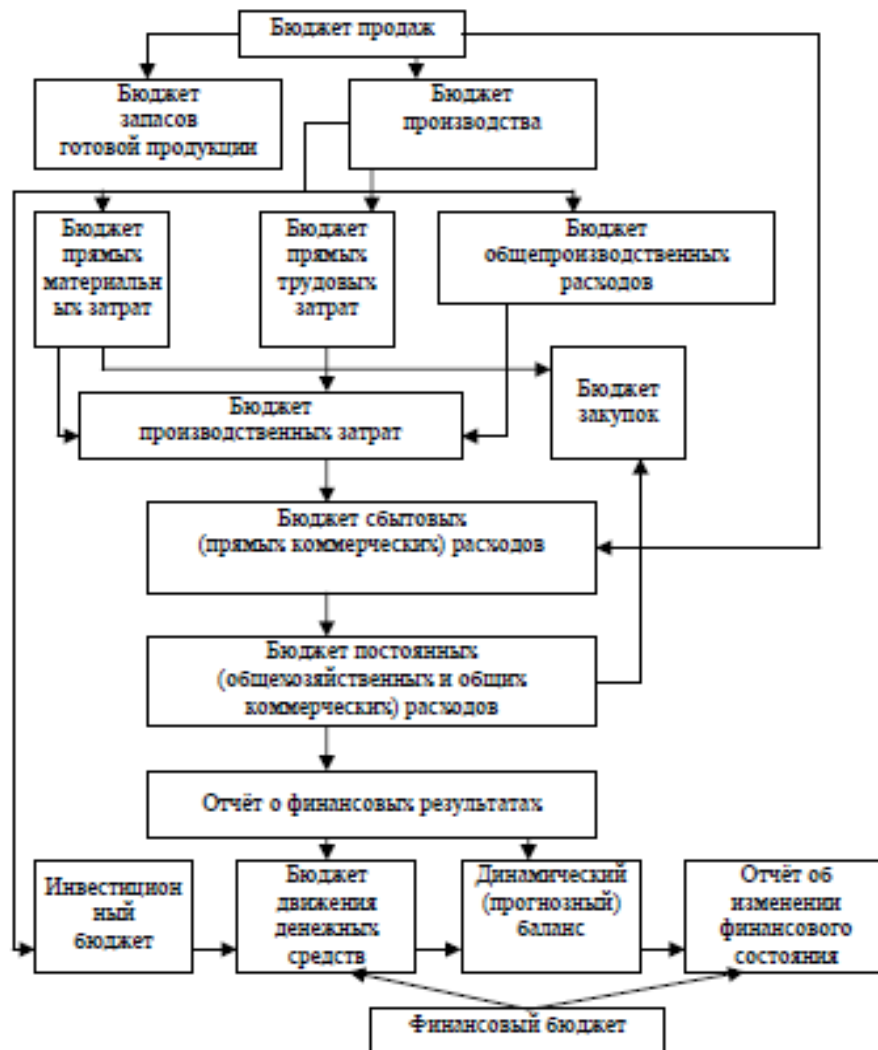 Бюджет продаж
Бюджет
запасов
готовой продукции
Бюджет
производства
Бюджет
прямых
материальн
ых затрат
Бюджет
прямых
трудовых
затрат
Бюджет
общепроизводственных
расходов
Бюджет
закупок
Бюджет
производственных затрат
Бюджет сбытовых
(прямых коммерческих) расходов
Бюджет постоянных
(общехозяйственных и общих
коммерческих) расходов
Отчёт о финансовых результатах
Инвестицион
ный
бюджет
Бюджет
движения
денежных
средств
Динамический
(прогнозный)
баланс
Отчёт об
изменении
финансового
состояния
Финансовый бюджет